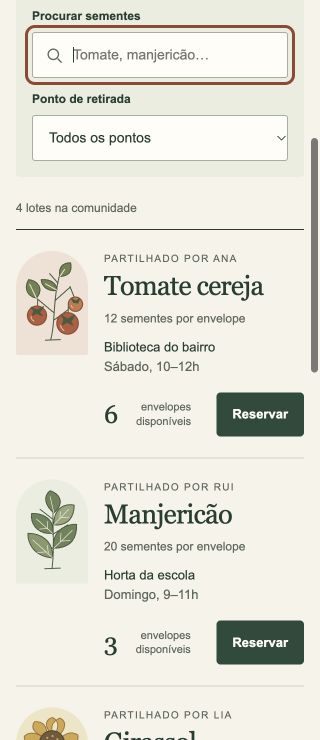 Procurar sementes
Tomate, manjericão…
Ponto de retirada
Todos os pontos
4 lotes na comunidade
PARTILHADO POR ANA
Tomate cereja
12 sementes por envelope
Biblioteca do bairro
Sábado, 10–12h
6
envelopes
disponíveis
Reservar
PARTILHADO POR RUI
Manjericão
20 sementes por envelope
Horta da escola
Domingo, 9–11h
3
envelopes
disponíveis
Reservar
PARTILHADO POR LIA
Girassol